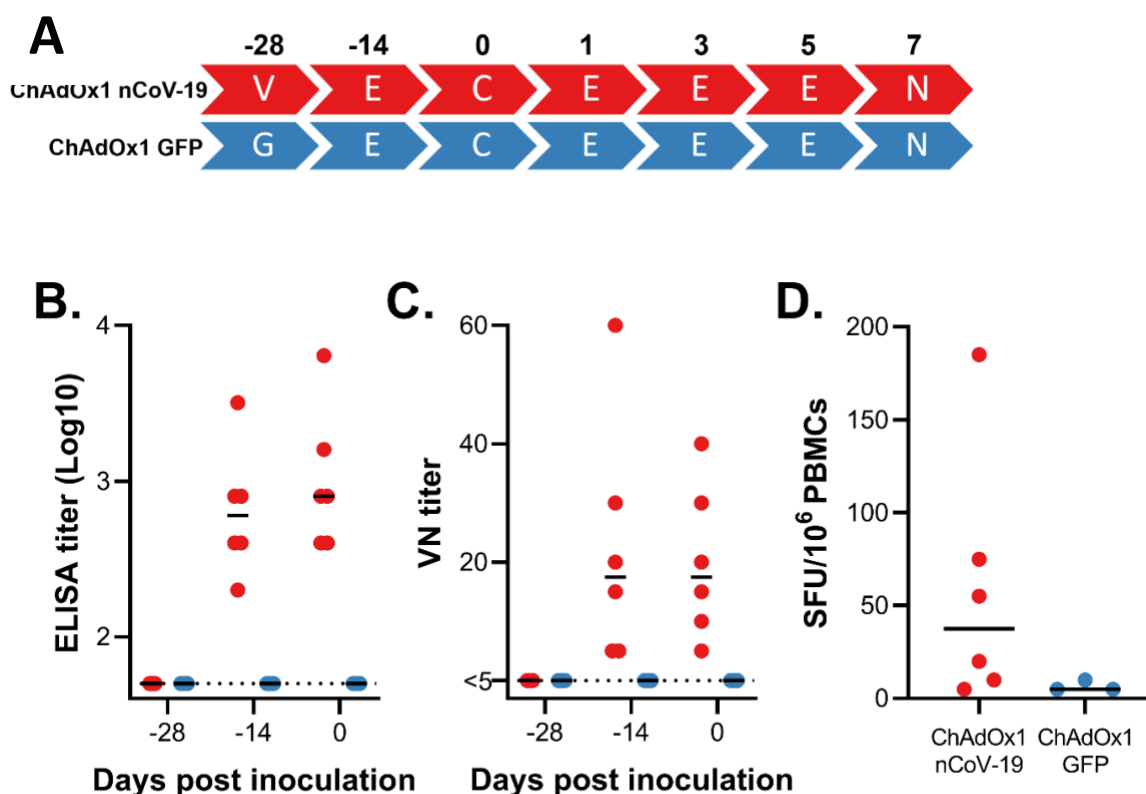 A
-28 -14 0 1 3 5 7
ChAdOx1 nCoV-19 V E C E E E N
ChAdOx1 GFP G E C E E E N
B.
ELISA titer (Log10)
4
3
2
-28 -14 0
Days post inoculation
C.
VN titer
60
40
20
<5
-28 -14 0
Days post inoculation
D.
SFU/10⁶ PBMCs
200
150
100
50
0
ChAdOx1 nCoV-19
ChAdOx1 GFP